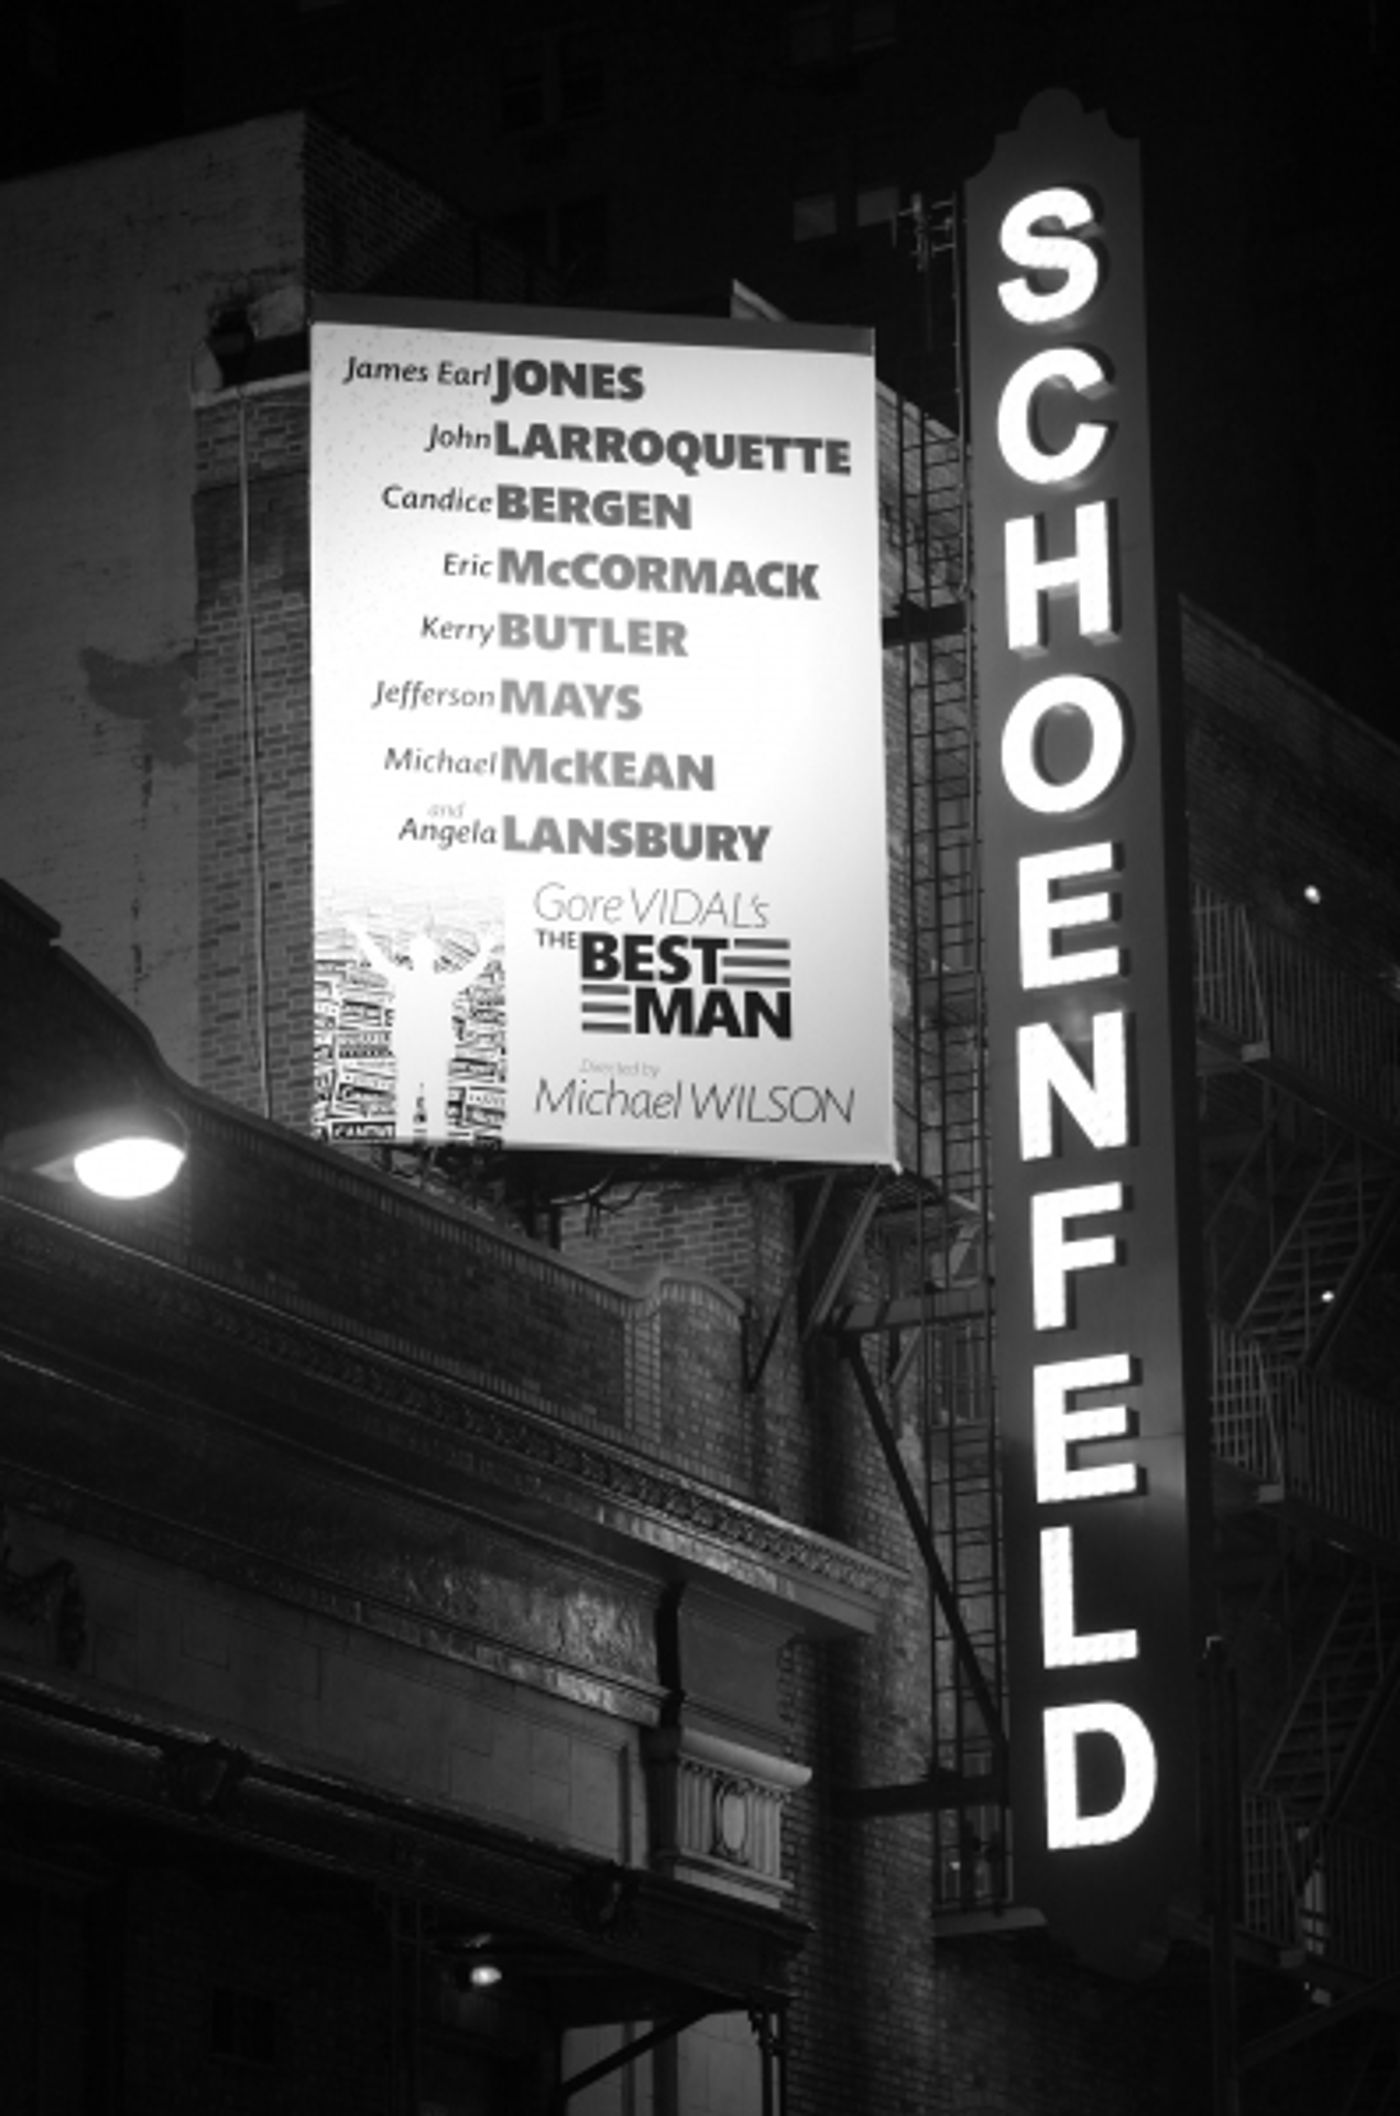 James Earl JONES
John LARROQUETTE
Candice BERGEN
Eric McCORMACK
Kerry BUTLER
Jefferson MAYS
Michael McKEAN
and
Angela LANSBURY
Gore VIDAL's
THE BEST
MAN
Directed by
Michael WILSON
SCHOENFELD